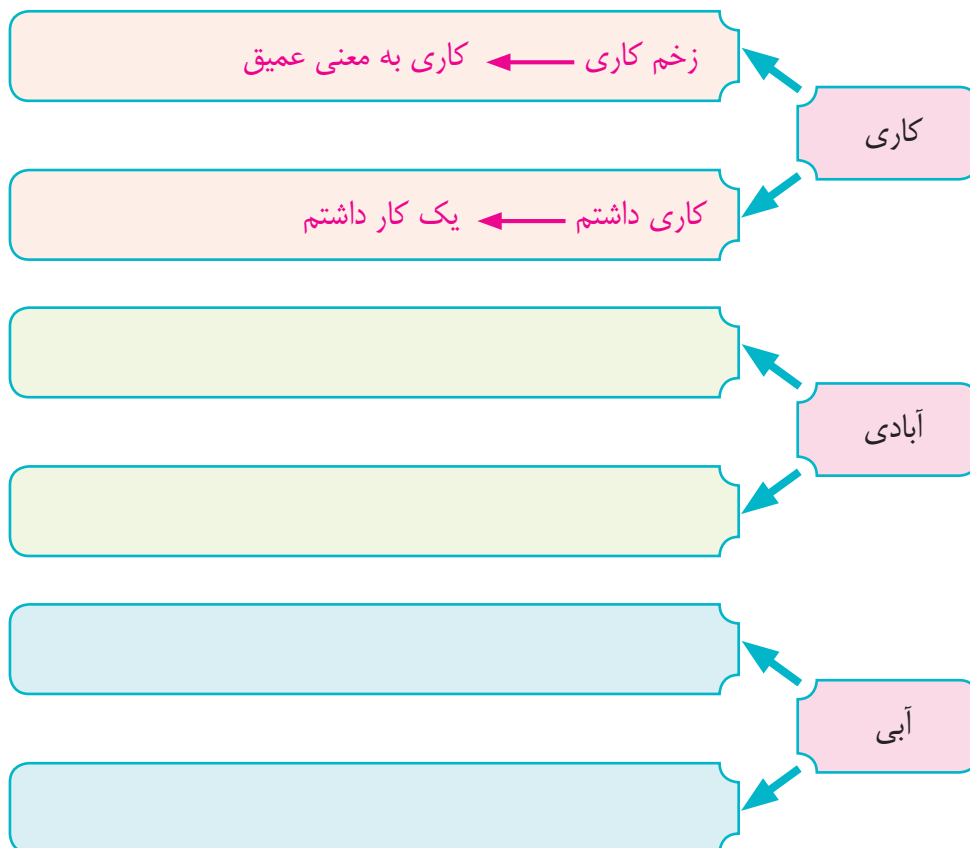 زخم کاری ← کاری به معنی عمیق
کاری
کاری داشتم ← یک کار داشتم
آبادی
آبی